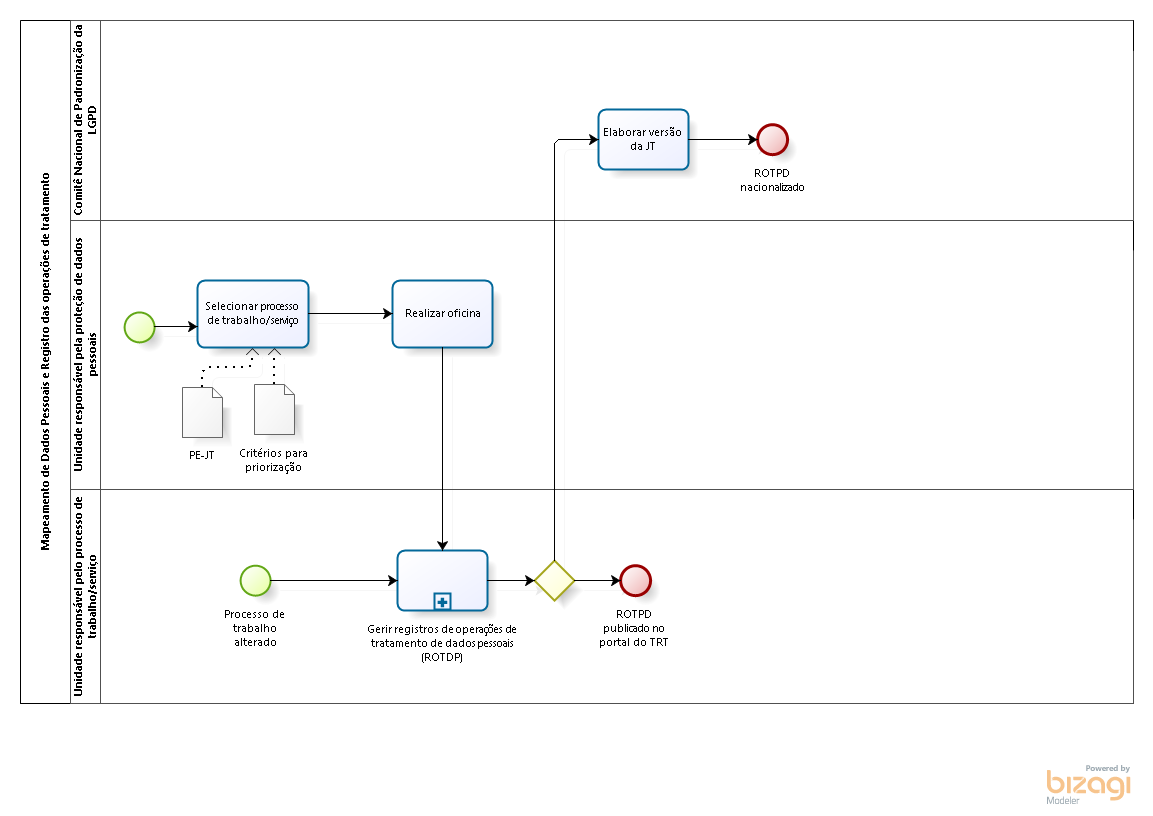 Mapeamento de Dados Pessoais e Registro das operações de tratamento
Comitê Nacional de Padronização da
LGPD
Elaborar versão
da JT
ROTPD
nacionalizado
Unidade responsável pela proteção de dados
pessoais
Selecionar processo
de trabalho/serviço
Realizar oficina
PE-JT
Critérios para
priorização
Unidade responsável pelo processo de
trabalho/serviço
Processo de
trabalho
alterado
Gerir registros de operações de
tratamento de dados pessoais
(ROTDP)
ROTPD
publicado no
portal do TRT
Powered by
bizagi
Modeler